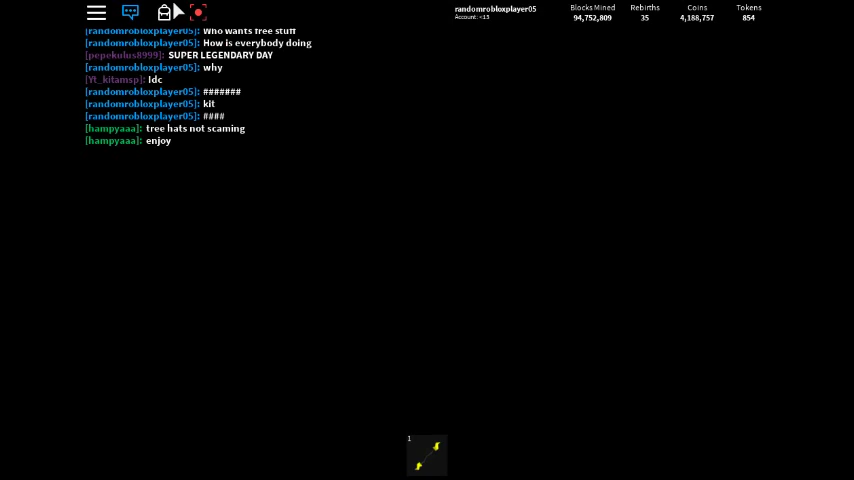 randomrobloxplayer05 Blocks Mined Rebirths Coins Tokens
Account: <13 94,752,809 35 4,188,757 854
[randomrobloxplayer05]: Who wants free stuff
[randomrobloxplayer05]: How is everybody doing
[pepekulus8999]: SUPER LEGENDARY DAY
[randomrobloxplayer05]: why
[Yt_kitamsp]: Idc
[randomrobloxplayer05]: #######
[randomrobloxplayer05]: kit
[randomrobloxplayer05]: ####
[hampyaaa]: tree hats not scaming
[hampyaaa]: enjoy
1